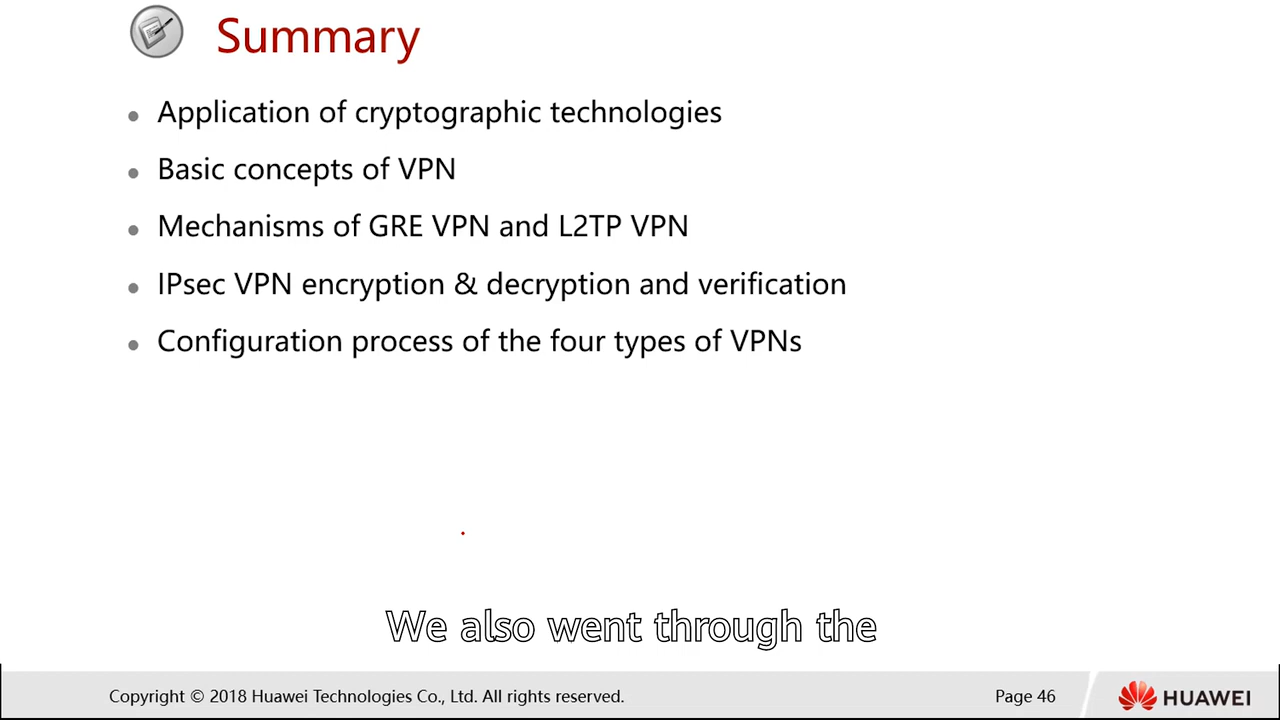 Summary
Application of cryptographic technologies
Basic concepts of VPN
Mechanisms of GRE VPN and L2TP VPN
IPsec VPN encryption & decryption and verification
Configuration process of the four types of VPNs
We also went through the
Copyright © 2018 Huawei Technologies Co., Ltd. All rights reserved.
Page 46
HUAWEI